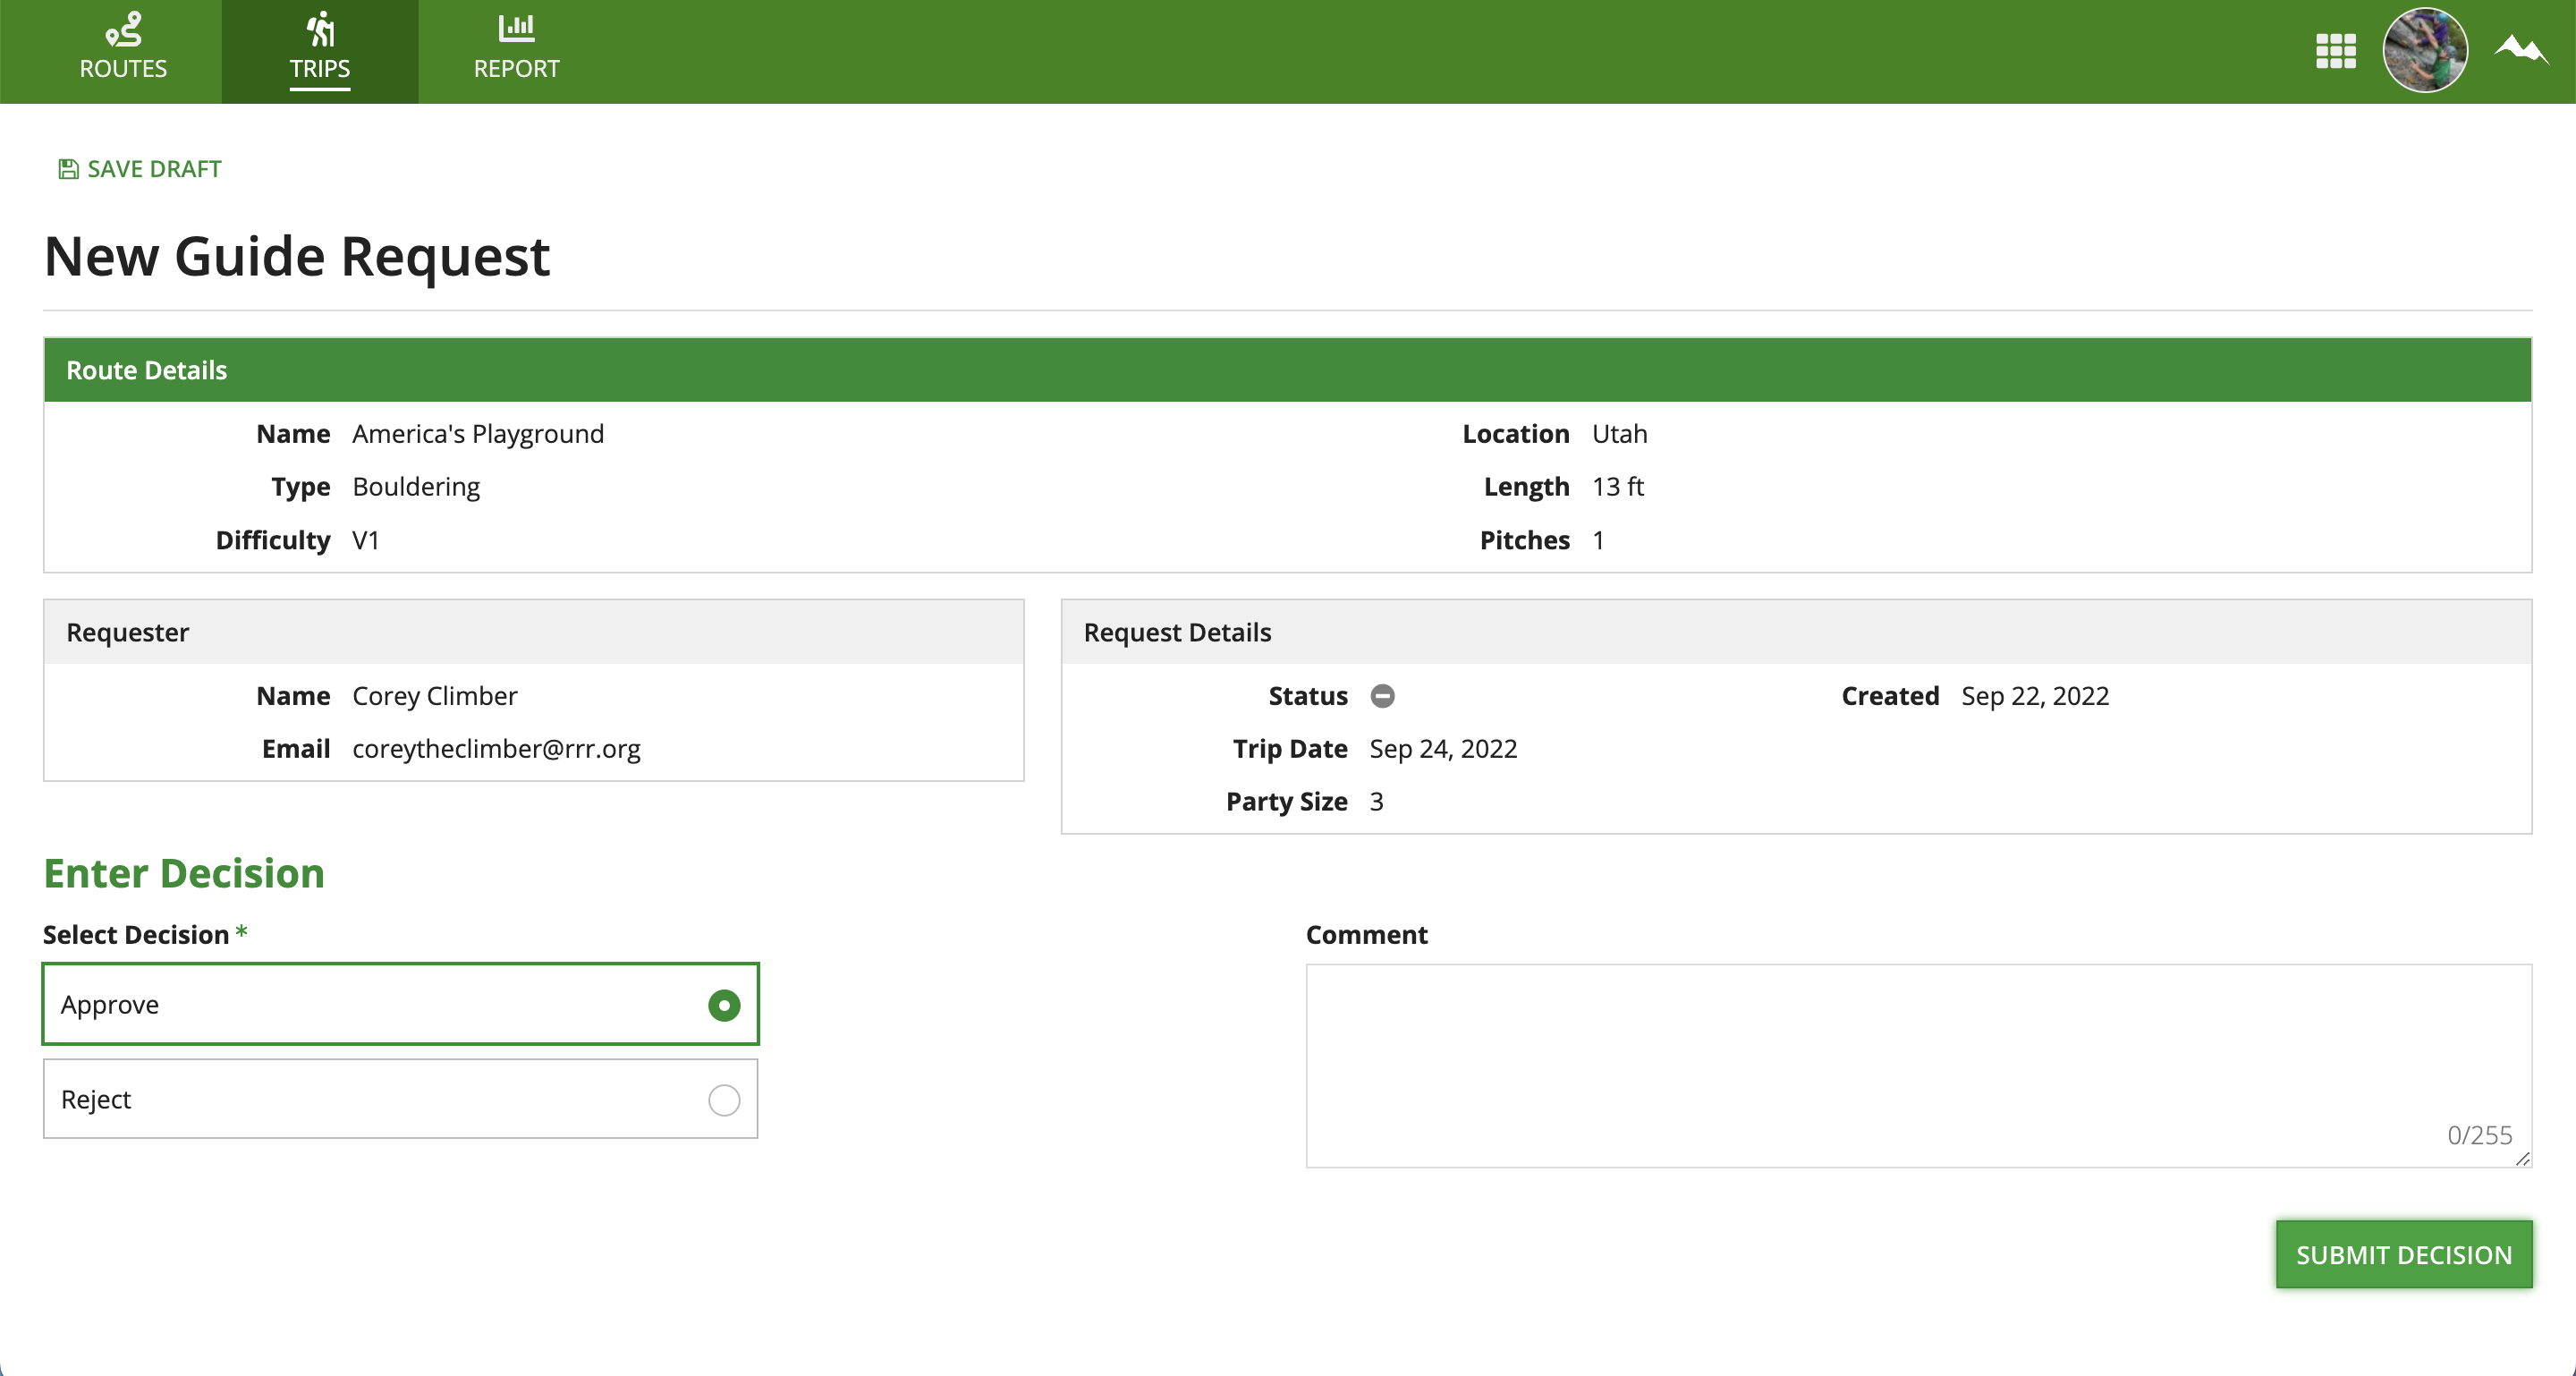 ROUTES
TRIPS
REPORT
SAVE DRAFT
New Guide Request
Route Details
Name America's Playground
Location Utah
Type Bouldering
Length 13 ft
Difficulty V1
Pitches 1
Requester
Name Corey Climber
Email coreytheclimber@rrr.org
Request Details
Status
Created Sep 22, 2022
Trip Date Sep 24, 2022
Party Size 3
Enter Decision
Select Decision *
Approve
Reject
Comment
0/255
SUBMIT DECISION